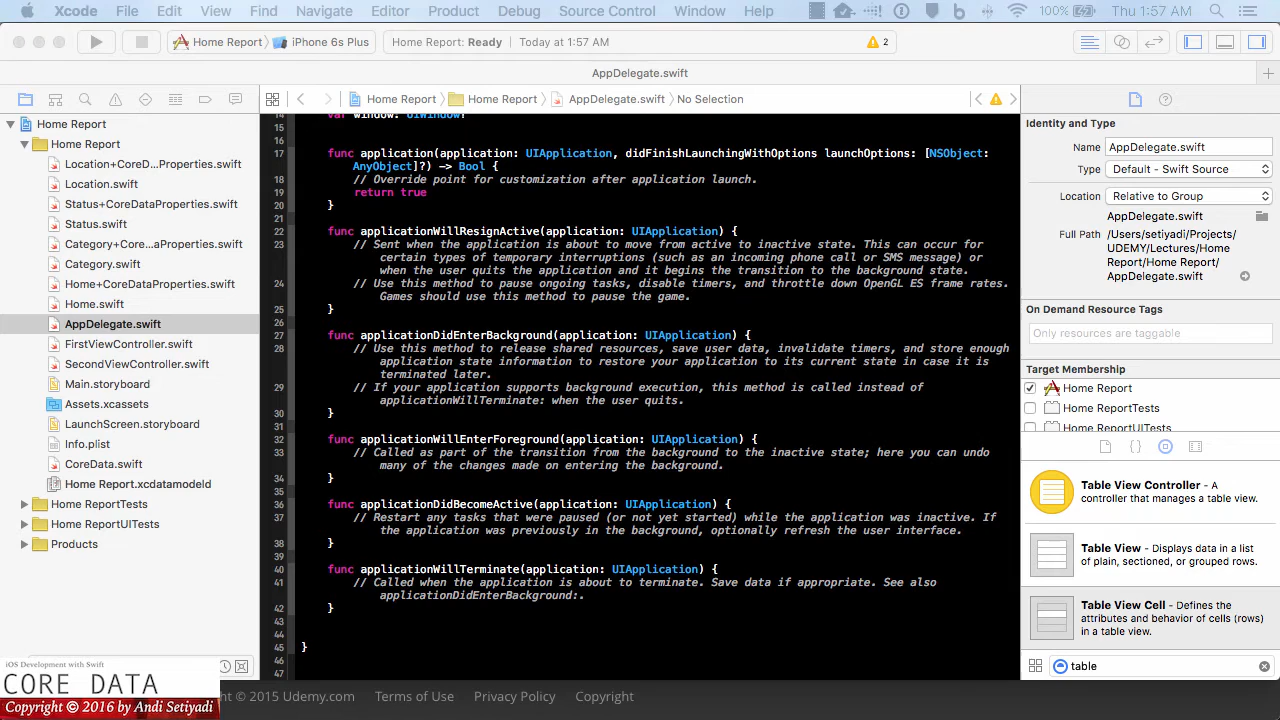 Xcode File Edit View Find Navigate Editor Product Debug Source Control Window Help 100% Thu 1:57 AM
Home Report iPhone 6s Plus Home Report: Ready Today at 1:57 AM 2
AppDelegate.swift
Home Report Home Report AppDelegate.swift No Selection
Home Report
Home Report
Location+CoreD...Properties.swift
Location.swift
Status+CoreDataProperties.swift
Status.swift
Category+Core...aProperties.swift
Category.swift
Home+CoreDataProperties.swift
Home.swift
AppDelegate.swift
FirstViewController.swift
SecondViewController.swift
Main.storyboard
Assets.xcassets
LaunchScreen.storyboard
Info.plist
CoreData.swift
Home Report.xcdatamodeld
Home ReportTests
Home ReportUITests
Products
14 var window: UIWindow?
15
16
17 func application(application: UIApplication, didFinishLaunchingWithOptions launchOptions: [NSObject:
AnyObject]?) -> Bool {
18 // Override point for customization after application launch.
19 return true
20 }
21
22 func applicationWillResignActive(application: UIApplication) {
23 // Sent when the application is about to move from active to inactive state. This can occur for
certain types of temporary interruptions (such as an incoming phone call or SMS message) or
when the user quits the application and it begins the transition to the background state.
24 // Use this method to pause ongoing tasks, disable timers, and throttle down OpenGL ES frame rates.
Games should use this method to pause the game.
25 }
26
27 func applicationDidEnterBackground(application: UIApplication) {
28 // Use this method to release shared resources, save user data, invalidate timers, and store enough
application state information to restore your application to its current state in case it is
terminated later.
29 // If your application supports background execution, this method is called instead of
applicationWillTerminate: when the user quits.
30 }
31
32 func applicationWillEnterForeground(application: UIApplication) {
33 // Called as part of the transition from the background to the inactive state; here you can undo
many of the changes made on entering the background.
34 }
35
36 func applicationDidBecomeActive(application: UIApplication) {
37 // Restart any tasks that were paused (or not yet started) while the application was inactive. If
the application was previously in the background, optionally refresh the user interface.
38 }
39
40 func applicationWillTerminate(application: UIApplication) {
41 // Called when the application is about to terminate. Save data if appropriate. See also
applicationDidEnterBackground:.
42 }
43
44
45 }
46
47
Identity and Type
Name AppDelegate.swift
Type Default - Swift Source
Location Relative to Group
AppDelegate.swift
Full Path /Users/setiyadi/Projects/
UDEMY/Lectures/Home
Report/Home Report/
AppDelegate.swift
On Demand Resource Tags
Only resources are taggable
Target Membership
Home Report
Home ReportTests
Home ReportUITests
Table View Controller - A
controller that manages a table view.
Table View - Displays data in a list
of plain, sectioned, or grouped rows.
Table View Cell - Defines the
attributes and behavior of cells (rows)
in a table view.
table
iOS Development with Swift
CORE DATA
Copyright © 2016 by Andi Setiyadi
ht © 2015 Udemy.com Terms of Use Privacy Policy Copyright